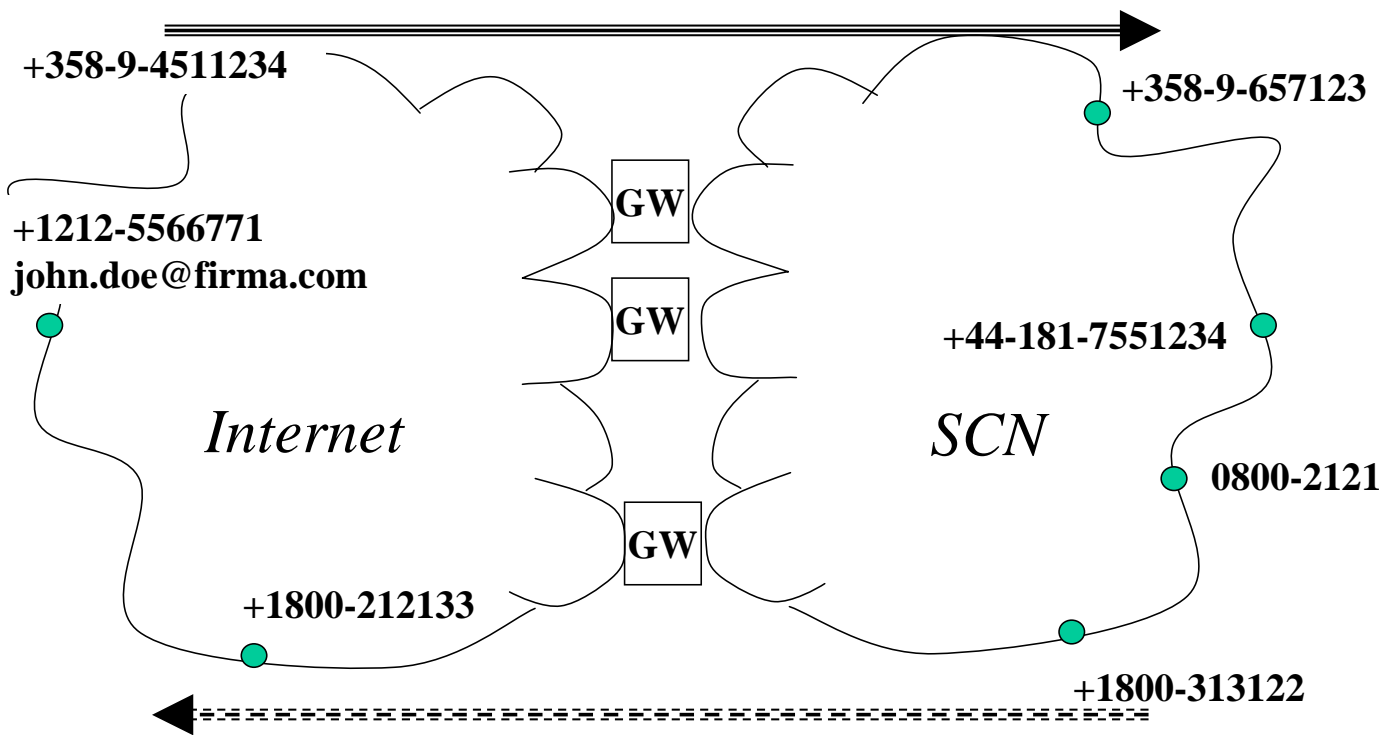 +358-9-4511234
+358-9-657123
GW
+1212-5566771
john.doe@firma.com
GW
+44-181-7551234
Internet
SCN
0800-2121
GW
+1800-212133
+1800-313122